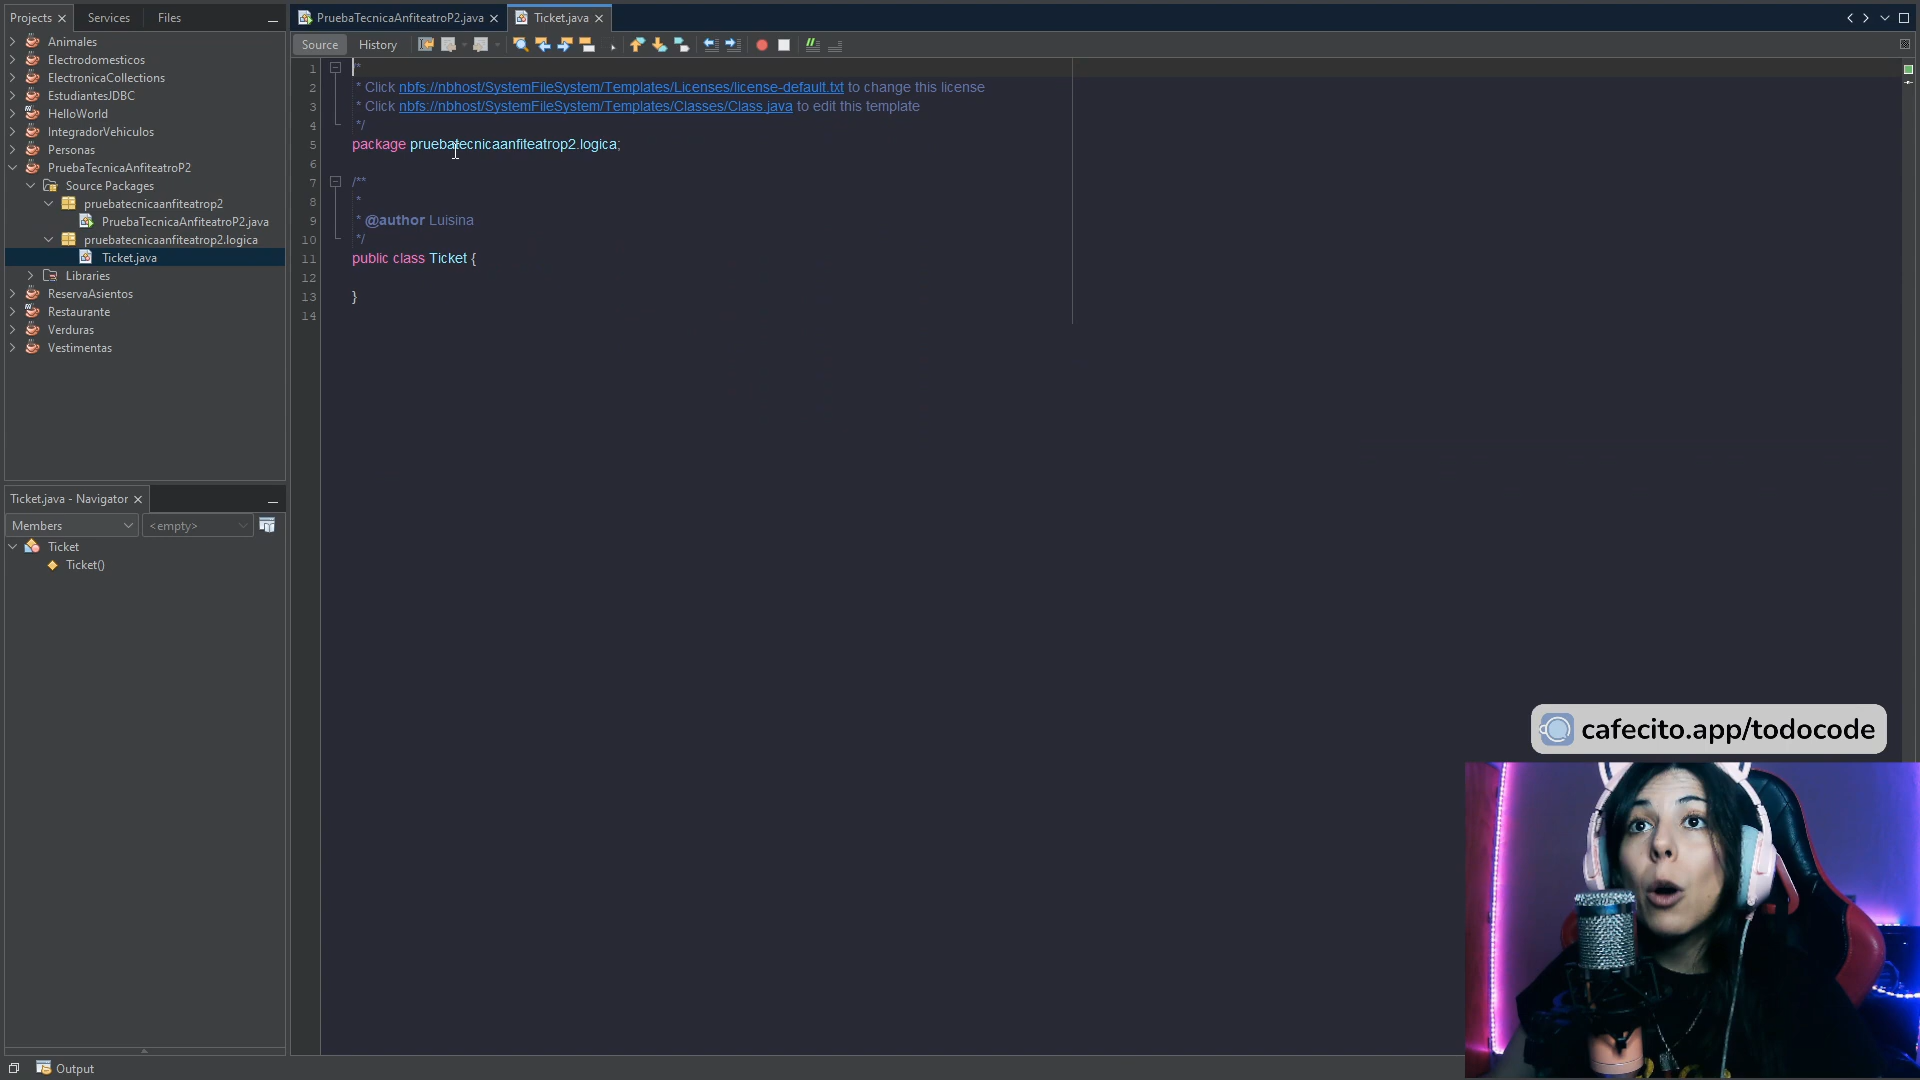 Projects
Services
Files
Animales
Electrodomesticos
ElectronicaCollections
EstudiantesJDBC
HelloWorld
IntegradorVehiculos
Personas
PruebaTecnicaAnfiteatroP2
Source Packages
pruebatecnicaanfiteatrop2
PruebaTecnicaAnfiteatroP2.java
pruebatecnicaanfiteatrop2.logica
Ticket.java
Libraries
ReservaAsientos
Restaurante
Verduras
Vestimentas
Ticket.java - Navigator
Members
<empty>
Ticket
Ticket()
Output
PruebaTecnicaAnfiteatroP2.java
Ticket.java
Source
History
1 /*
2 * Click nbfs://nbhost/SystemFileSystem/Templates/Licenses/license-default.txt to change this license
3 * Click nbfs://nbhost/SystemFileSystem/Templates/Classes/Class.java to edit this template
4 */
5 package pruebatecnicaanfiteatrop2.logica;
6
7 /**
8 *
9 * @author Luisina
10 */
11 public class Ticket {
12
13 }
14
cafecito.app/todocode